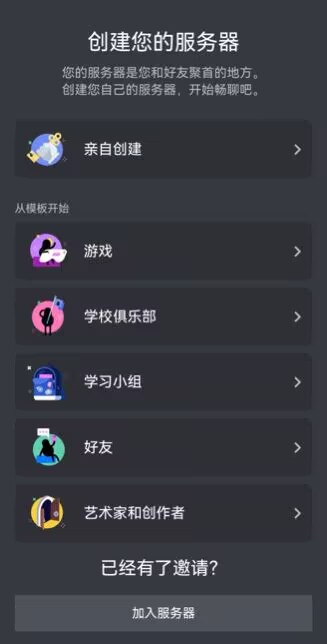 创建您的服务器
您的服务器是您和好友聚首的地方。
创建您自己的服务器，开始畅聊吧。
亲自创建
从模板开始
游戏
学校俱乐部
学习小组
好友
艺术家和创作者
已经有了邀请?
加入服务器